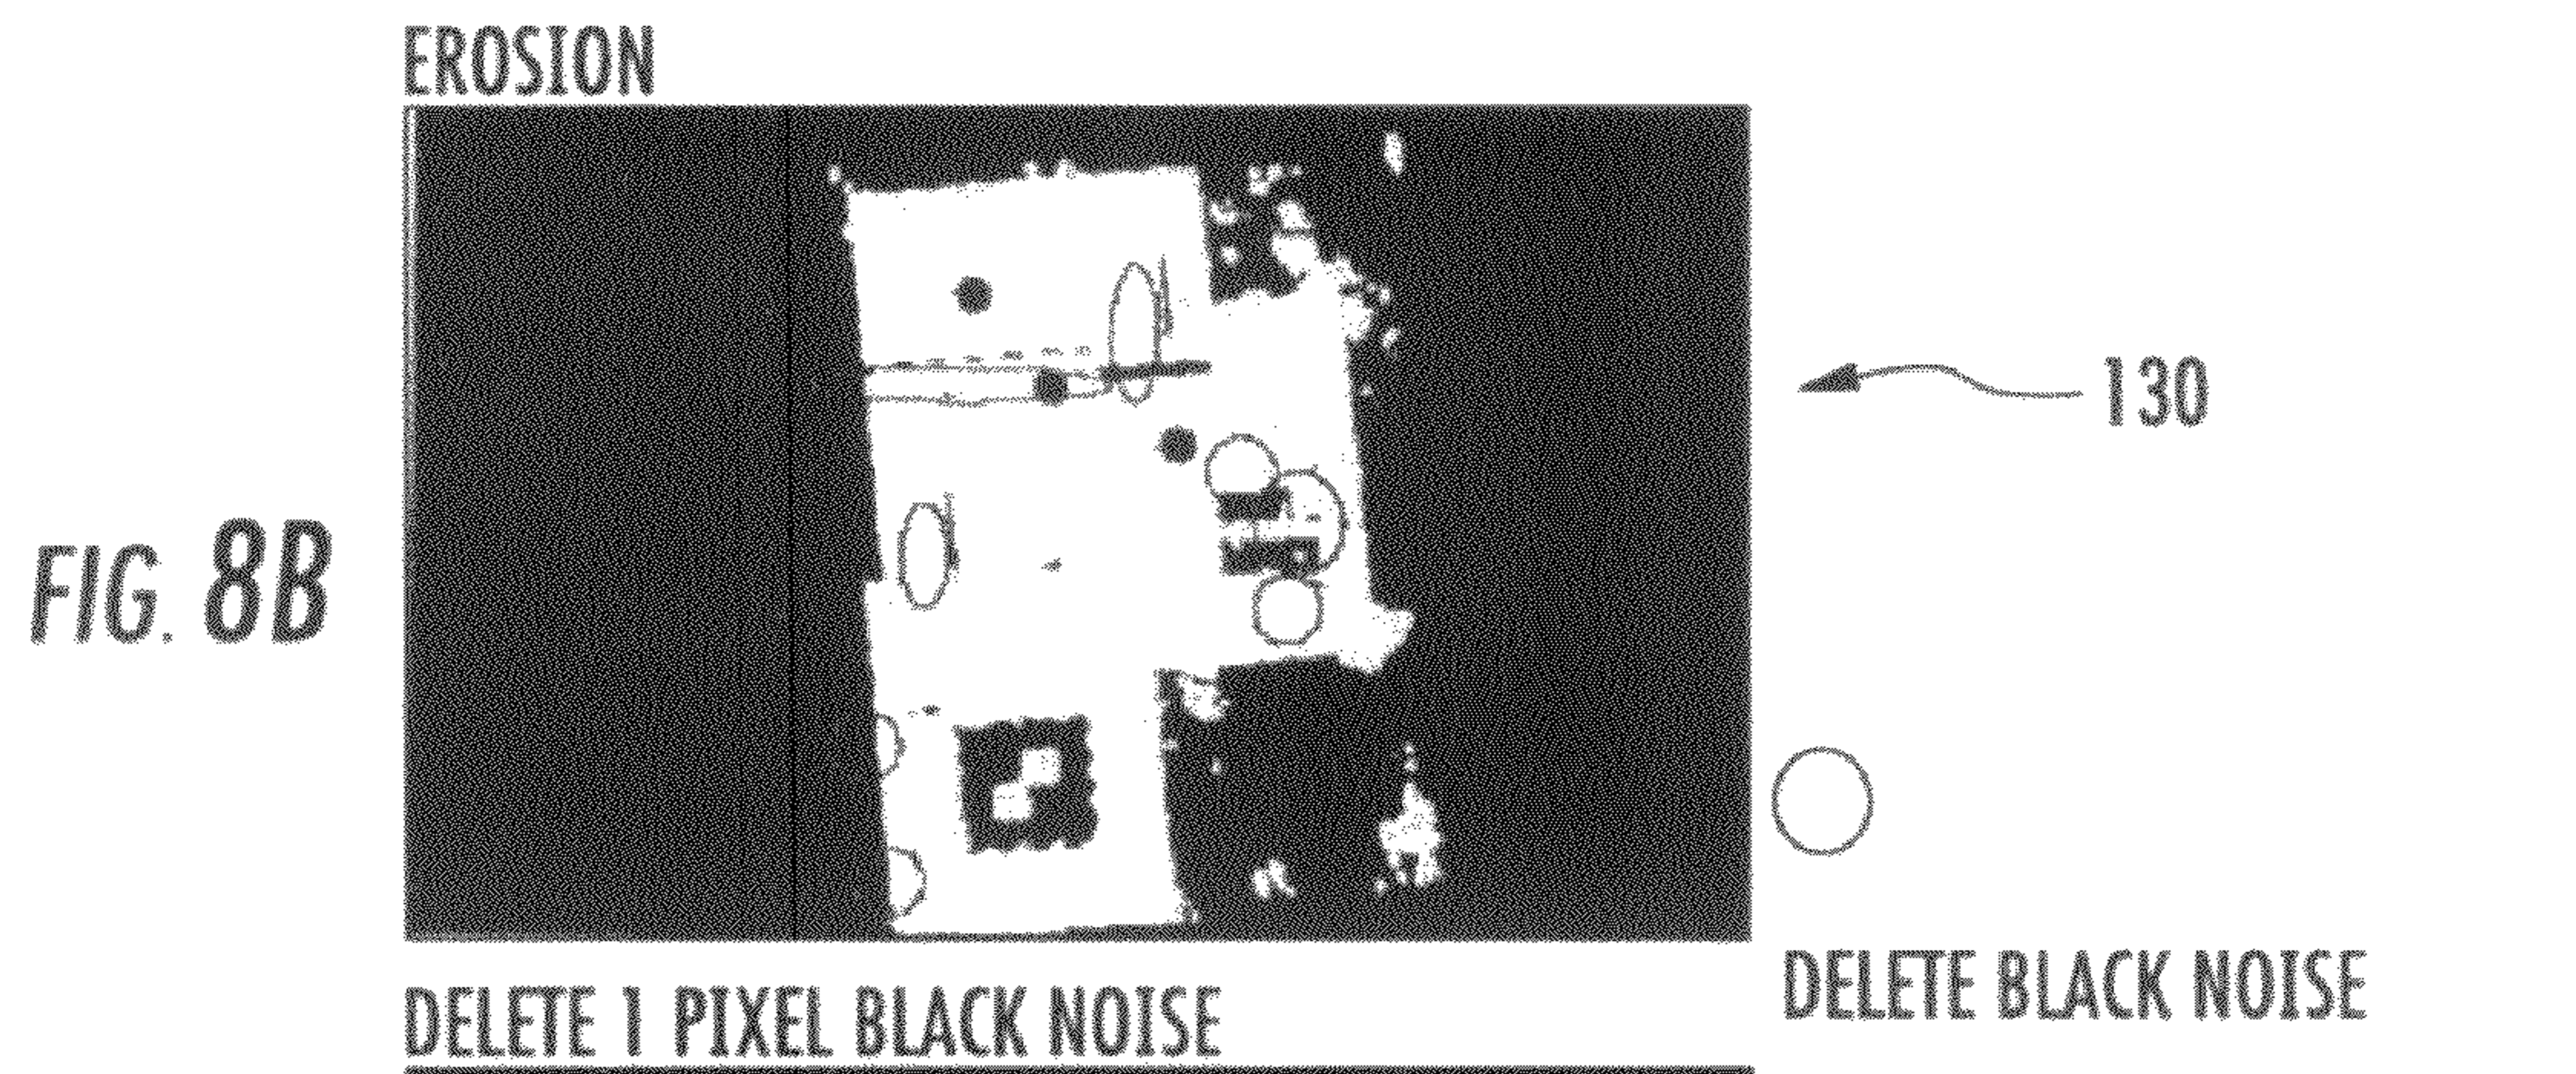 EROSION
130
FIG. 8B
DELETE BLACK NOISE
DELETE 1 PIXEL BLACK NOISE